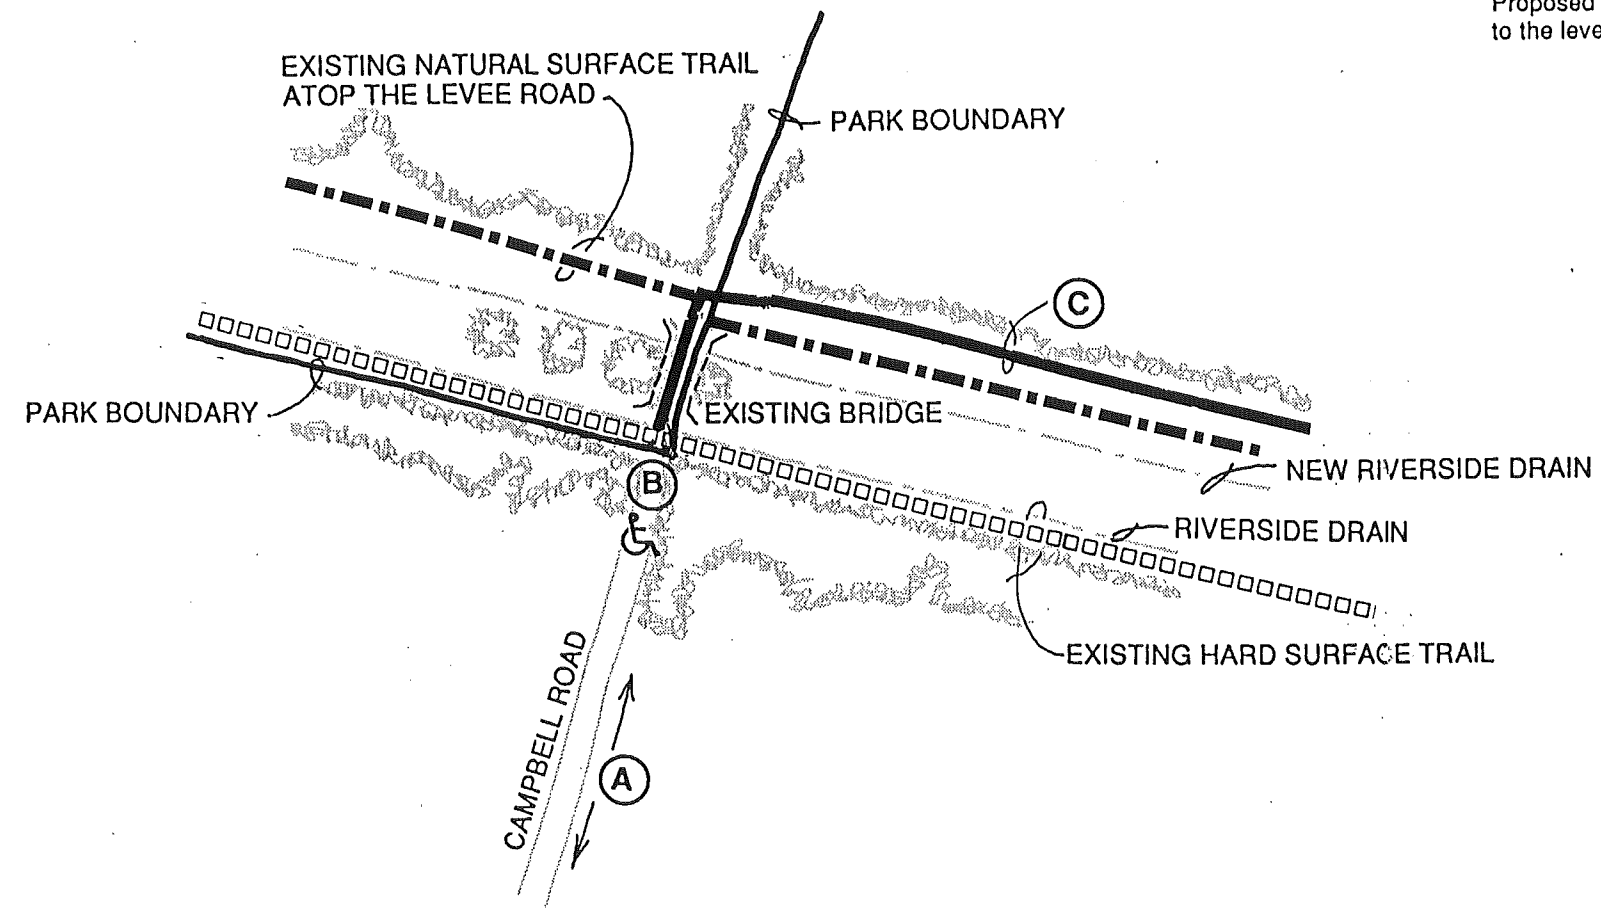 Proposed
to the leve
EXISTING NATURAL SURFACE TRAIL
ATOP THE LEVEE ROAD
PARK BOUNDARY
C
PARK BOUNDARY
EXISTING BRIDGE
NEW RIVERSIDE DRAIN
B
RIVERSIDE DRAIN
EXISTING HARD SURFACE TRAIL
CAMPBELL ROAD
A